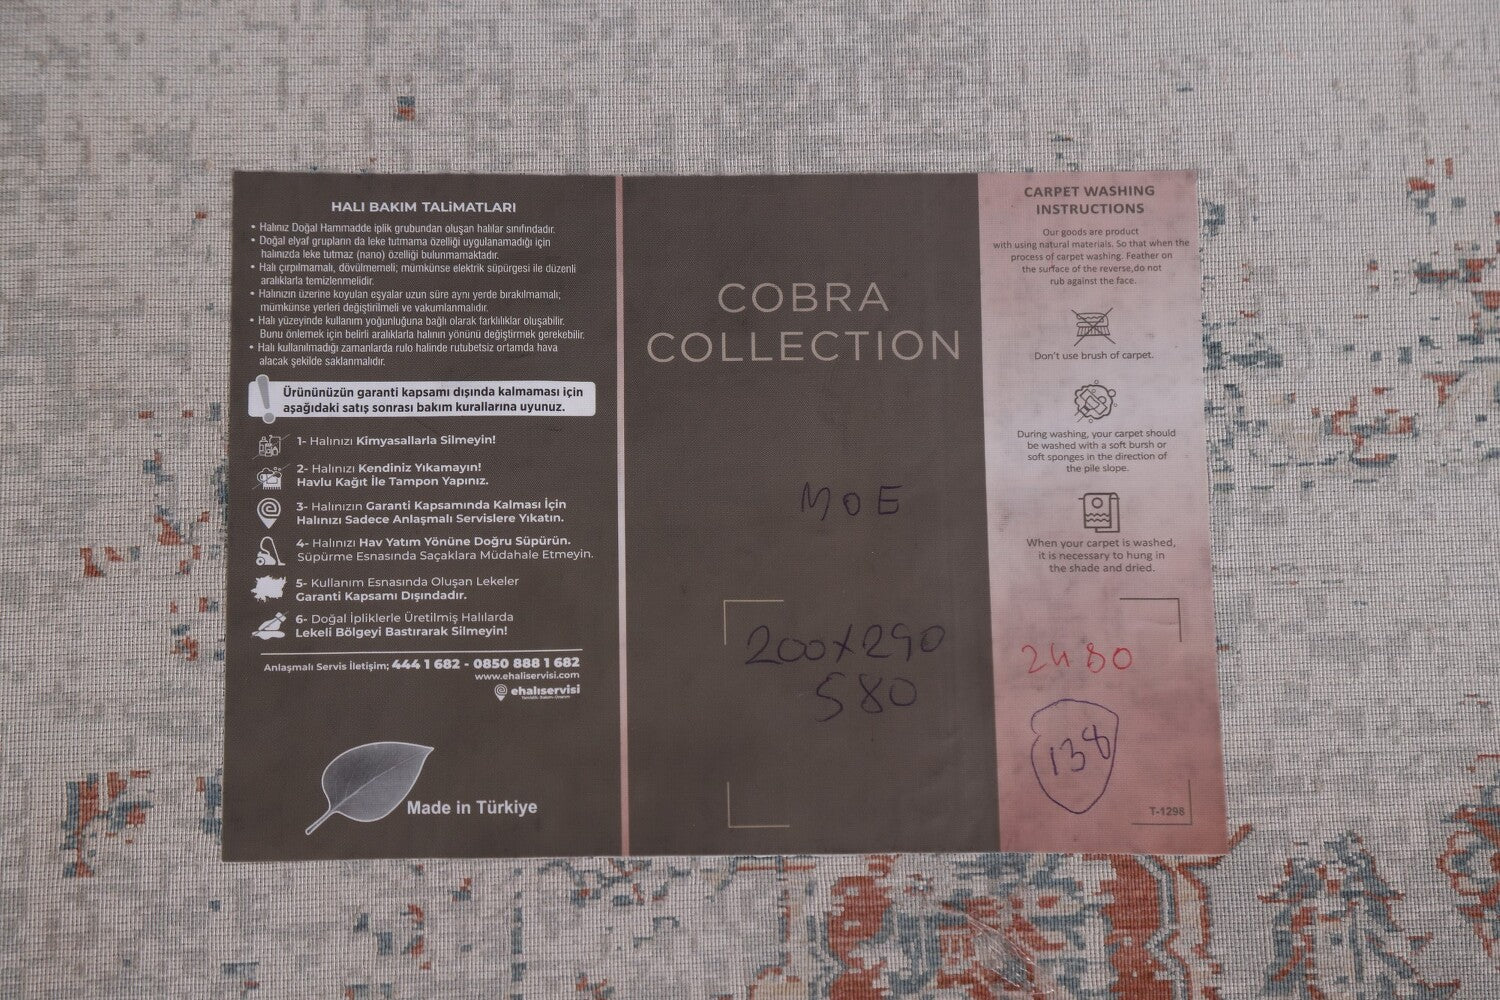 HALI BAKIM TALİMATLARI
• Halınız Doğal Hammadde iplik grubundan oluşan halılar sınıfındadır.
• Doğal elyaf grupların da leke tutmama özelliği uygulanamadığı için
halınızda leke tutmaz (nano) özelliği bulunmamaktadır.
• Halı çırpılmamalı, dövülmemeli; mümkünse elektrik süpürgesi ile düzenli
aralıklarla temizlenmelidir.
• Halınızın üzerine koyulan eşyalar uzun süre aynı yerde bırakılmamalı;
mümkünse yerleri değiştirilmeli ve vakumlanmalıdır.
• Halı yüzeyinde kullanım yoğunluğuna bağlı olarak farklılıklar oluşabilir.
Bunu önlemek için belirli aralıklarla halının yönünü değiştirmek gerekebilir.
• Halı kullanılmadığı zamanlarda rulo halinde rutubetsiz ortamda hava
alacak şekilde saklanmalıdır.
Ürününüzün garanti kapsamı dışında kalmaması için
aşağıdaki satış sonrası bakım kurallarına uyunuz.
1- Halınızı Kimyasallarla Silmeyin!
2- Halınızı Kendiniz Yıkamayın!
Havlu Kağıt İle Tampon Yapınız.
3- Halınızın Garanti Kapsamında Kalması İçin
Halınızı Sadece Anlaşmalı Servislere Yıkatın.
4- Halınızı Hav Yatım Yönüne Doğru Süpürün.
Süpürme Esnasında Saçaklara Müdahale Etmeyin.
5- Kullanım Esnasında Oluşan Lekeler
Garanti Kapsamı Dışındadır.
6- Doğal İpliklerle Üretilmiş Halılarda
Lekeli Bölgeyi Bastırarak Silmeyin!
Anlaşmalı Servis İletişim; 444 1 682 - 0850 888 1 682
www.ehaliservisi.com
ehalıservisi
Made in Türkiye
COBRA
COLLECTION
MOE
200x290
S80
CARPET WASHING
INSTRUCTIONS
Our goods are product
with using natural materials. So that when the
process of carpet washing. Feather on
the surface of the reverse,do not
rub against the face.
Don't use brush of carpet.
During washing, your carpet should
be washed with a soft bursh or
soft sponges in the direction of
the pile slope.
When your carpet is washed,
it is necessary to hung in
the shade and dried.
2480
138
T-1298